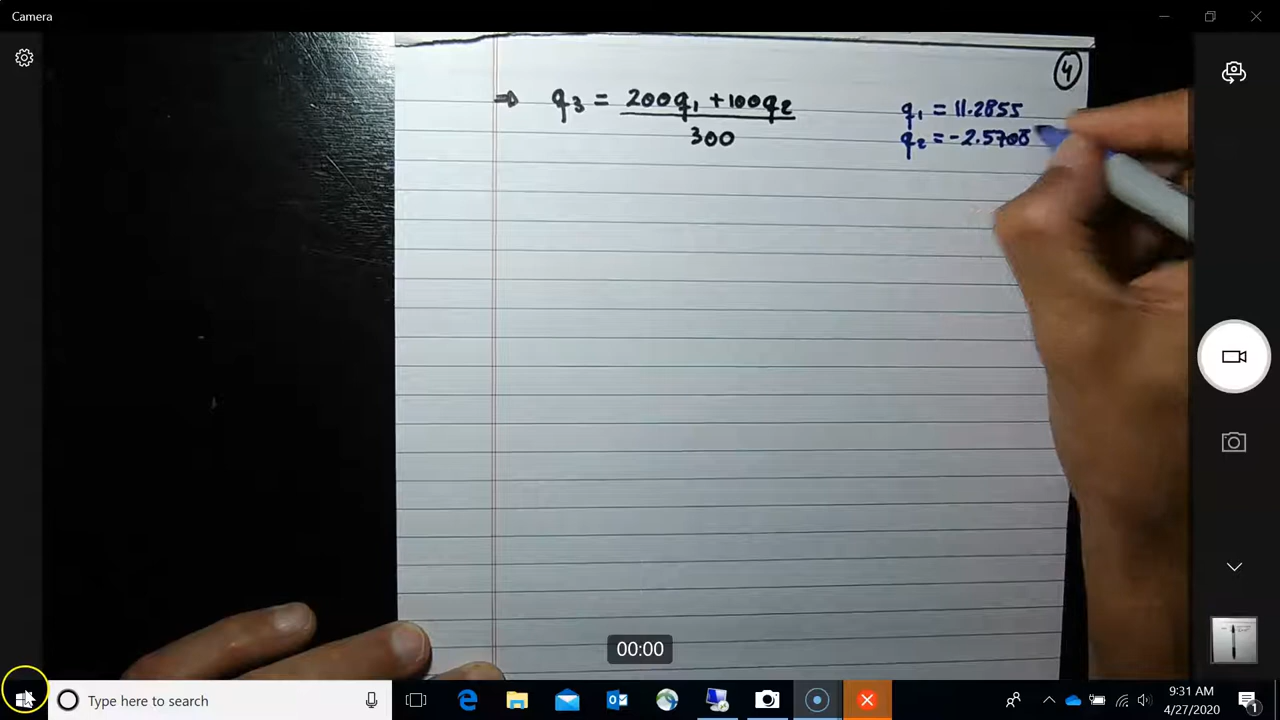 Camera
④
⇒ q₃ = 200q₁ + 100q₂
300
q₁ = 11.2855
q₂ = -2.5708
00:00
Type here to search
9:31 AM
4/27/2020
1